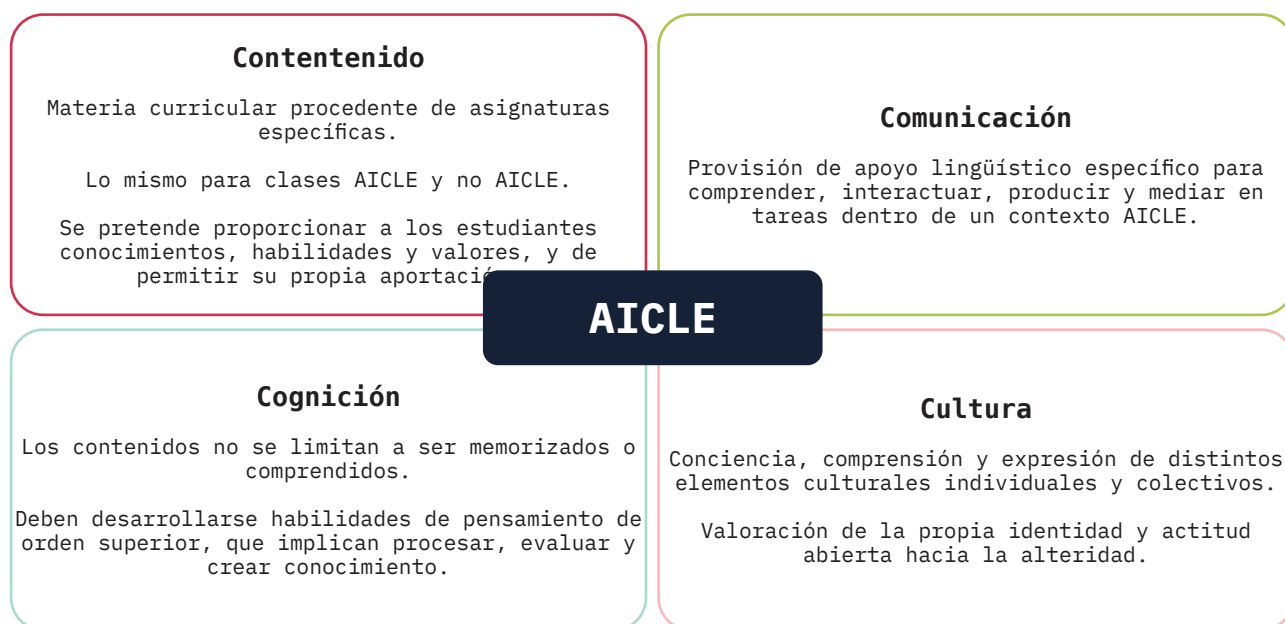 Contentenido
Materia curricular procedente de asignaturas
específicas.
Lo mismo para clases AICLE y no AICLE.
Se pretende proporcionar a los estudiantes
conocimientos, habilidades y valores, y de
permitir su propia
Comunicación
Provisión de apoyo lingüístico específico para
comprender, interactuar, producir y mediar en
tareas dentro de un contexto AICLE.
AICLE
Cognición
Los contenidos no se limitan a ser memorizados o
comprendidos.
Deben desarrollarse habilidades de pensamiento de
orden superior, que implican procesar, evaluar y
crear conocimiento.
Cultura
Conciencia, comprensión y expresión de distintos
elementos culturales individuales y colectivos.
Valoración de la propia identidad y actitud
abierta hacia la alteridad.